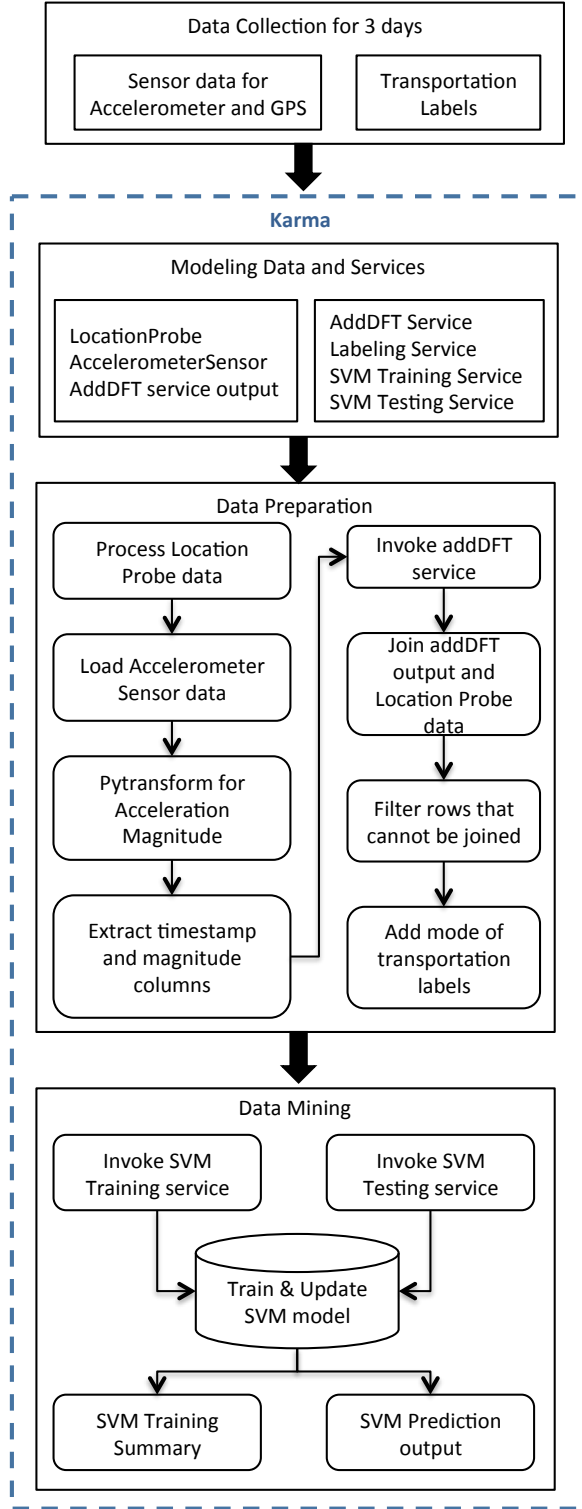 Data Collection for 3 days
Sensor data for
Accelerometer and GPS
Transportation
Labels
Karma
Modeling Data and Services
LocationProbe
AccelerometerSensor
AddDFT service output
AddDFT Service
Labeling Service
SVM Training Service
SVM Testing Service
Data Preparation
Process Location
Probe data
Load Accelerometer
Sensor data
Pytransform for
Acceleration
Magnitude
Extract timestamp
and magnitude
columns
Invoke addDFT
service
Join addDFT
output and
Location Probe
data
Filter rows that
cannot be joined
Add mode of
transportation
labels
Data Mining
Invoke SVM
Training service
Invoke SVM
Testing service
Train & Update
SVM model
SVM Training
Summary
SVM Prediction
output